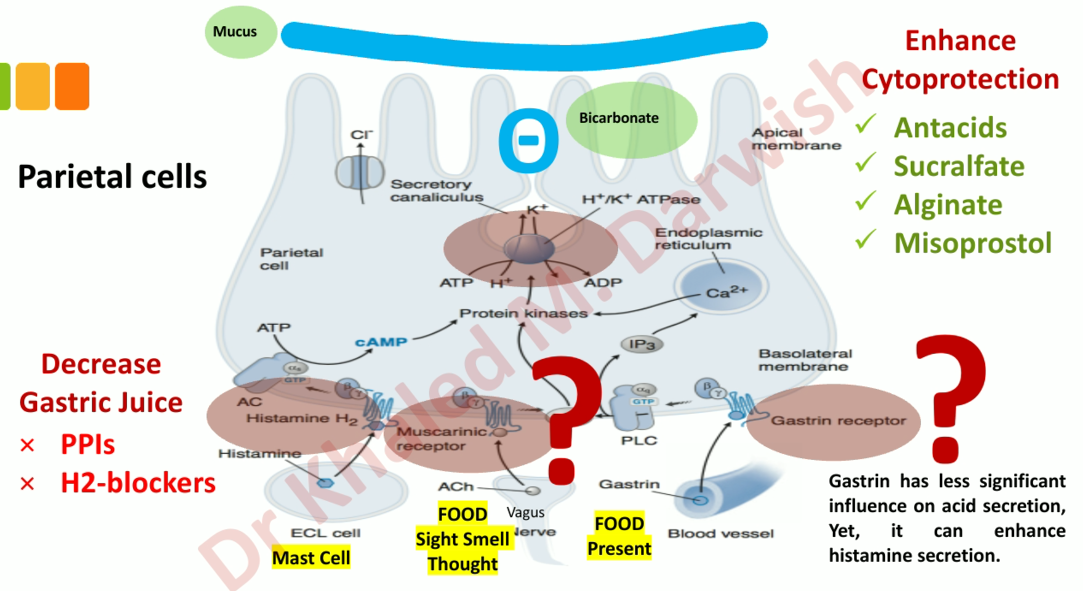 Mucus
Enhance
Cytoprotection
✓ Antacids
✓ Sucralfate
✓ Alginate
✓ Misoprostol
Bicarbonate
Θ
Cl⁻
Apical
membrane
Parietal cells
Secretory
canaliculus
K⁺
H⁺/K⁺ ATPase
Endoplasmic
reticulum
Parietal
cell
ATP
H⁺
ADP
Ca²⁺
Protein kinases
ATP
cAMP
IP₃
Basolateral
membrane
Decrease
Gastric Juice
× PPIs
× H2-blockers
αs
GTP
AC
β
γ
Histamine H₂
β
γ
Muscarinic
receptor
?
αq
GTP
PLC
β
γ
Gastrin receptor
?
Histamine
ACh
Gastrin
ECL cell
Mast Cell
FOOD
Sight Smell
Thought
Vagus
Nerve
FOOD
Present
Blood vessel
Gastrin has less significant
influence on acid secretion,
Yet, it can enhance
histamine secretion.
Dr Khaled M. Darwish